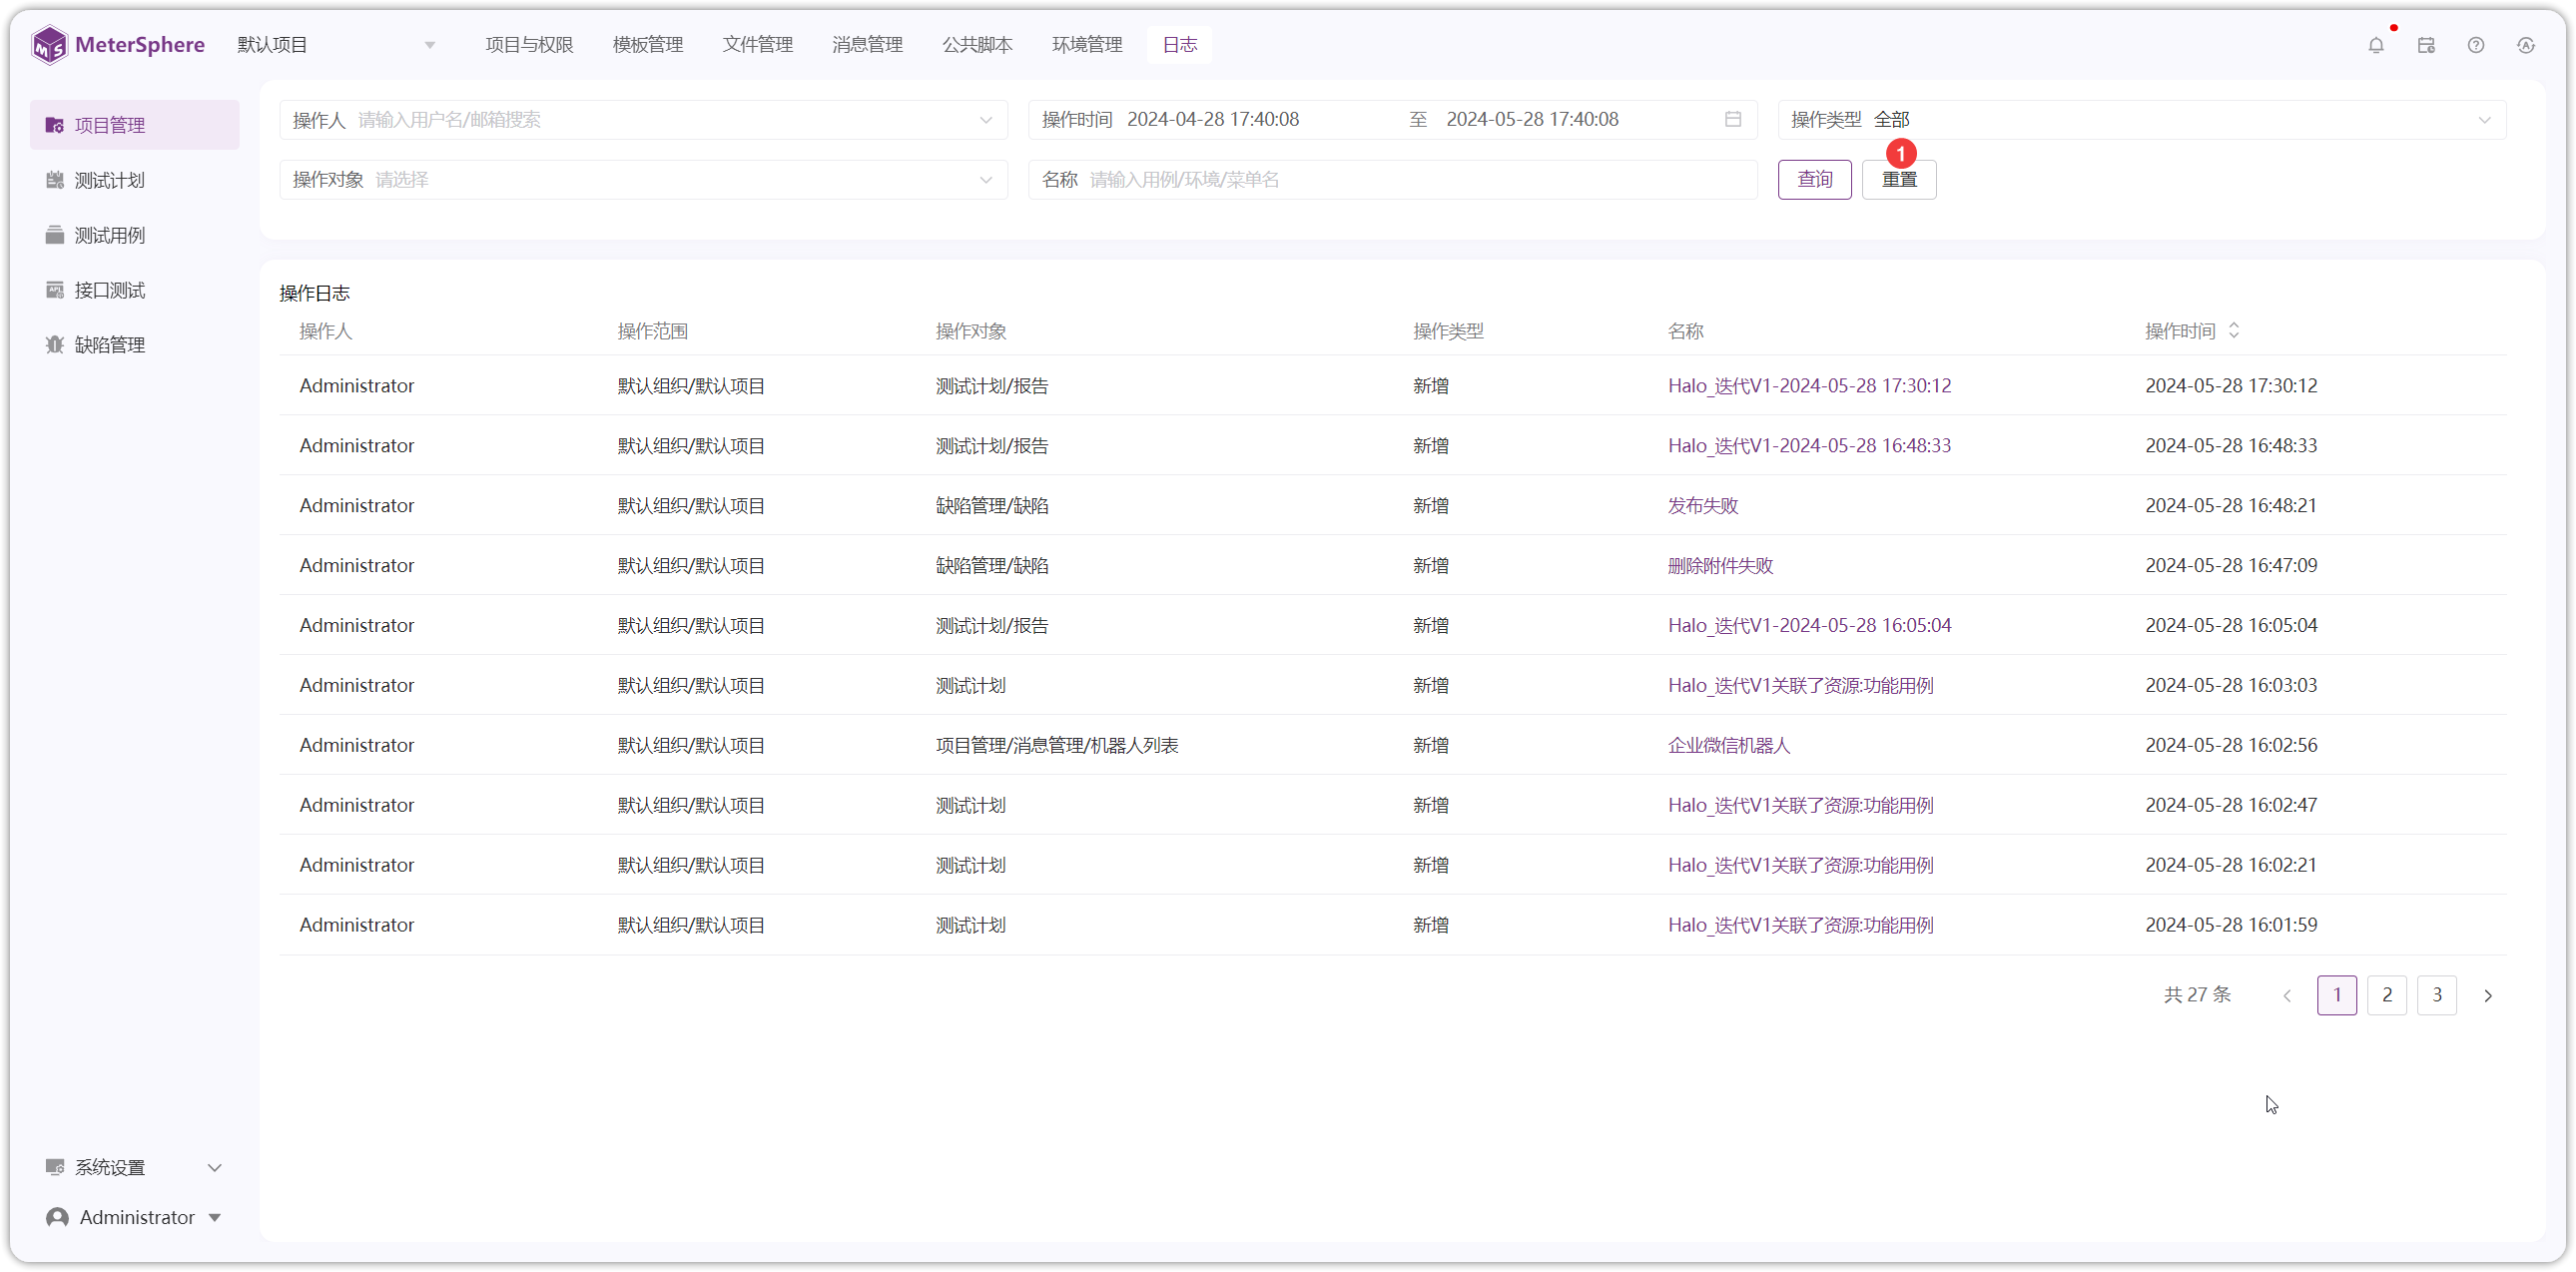 MeterSphere 默认项目 项目与权限 模板管理 文件管理 消息管理 公共脚本 环境管理 日志
项目管理
测试计划
测试用例
接口测试
缺陷管理
操作人 请输入用户名/邮箱搜索 操作时间 2024-04-28 17:40:08 至 2024-05-28 17:40:08 操作类型 全部
1
操作对象 请选择 名称 请输入用例/环境/菜单名 查询 重置
操作日志
操作人 操作范围 操作对象 操作类型 名称 操作时间
Administrator 默认组织/默认项目 测试计划/报告 新增 Halo_迭代V1-2024-05-28 17:30:12 2024-05-28 17:30:12
Administrator 默认组织/默认项目 测试计划/报告 新增 Halo_迭代V1-2024-05-28 16:48:33 2024-05-28 16:48:33
Administrator 默认组织/默认项目 缺陷管理/缺陷 新增 发布失败 2024-05-28 16:48:21
Administrator 默认组织/默认项目 缺陷管理/缺陷 新增 删除附件失败 2024-05-28 16:47:09
Administrator 默认组织/默认项目 测试计划/报告 新增 Halo_迭代V1-2024-05-28 16:05:04 2024-05-28 16:05:04
Administrator 默认组织/默认项目 测试计划 新增 Halo_迭代V1关联了资源:功能用例 2024-05-28 16:03:03
Administrator 默认组织/默认项目 项目管理/消息管理/机器人列表 新增 企业微信机器人 2024-05-28 16:02:56
Administrator 默认组织/默认项目 测试计划 新增 Halo_迭代V1关联了资源:功能用例 2024-05-28 16:02:47
Administrator 默认组织/默认项目 测试计划 新增 Halo_迭代V1关联了资源:功能用例 2024-05-28 16:02:21
Administrator 默认组织/默认项目 测试计划 新增 Halo_迭代V1关联了资源:功能用例 2024-05-28 16:01:59
共 27 条 1 2 3
系统设置
Administrator